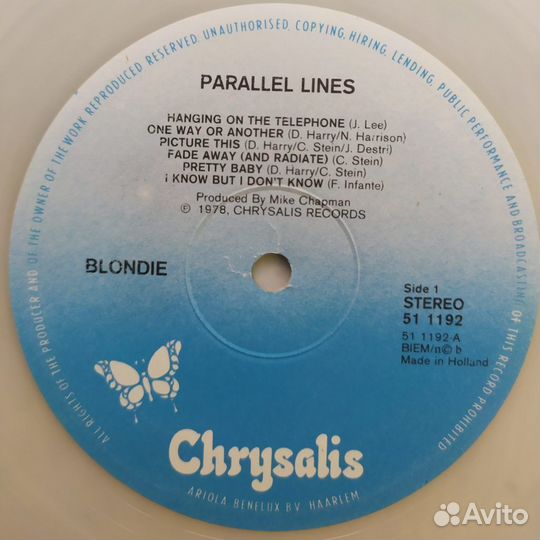 ALL RIGHTS OF THE PRODUCER AND OF THE OWNER OF THE WORK REPRODUCED RESERVED. UNAUTHORISED, COPYING, HIRING, LENDING, PUBLIC PERFORMANCE AND BROADCASTING OF THIS RECORD PROHIBITED
PARALLEL LINES
HANGING ON THE TELEPHONE (J. Lee)
ONE WAY OR ANOTHER (D. Harry/N. Harrison)
PICTURE THIS (D. Harry/C. Stein/J. Destri)
FADE AWAY (AND RADIATE) (C. Stein)
PRETTY BABY (D. Harry/C. Stein)
I KNOW BUT I DON'T KNOW (F. Infante)
Produced By Mike Chapman
℗ 1978, CHRYSALIS RECORDS
BLONDIE
Side 1
STEREO
51 1192
51 1192-A
BIEM/n© b
Made in Holland
Chrysalis
ARIOLA BENELUX BV HAARLEM
Avito